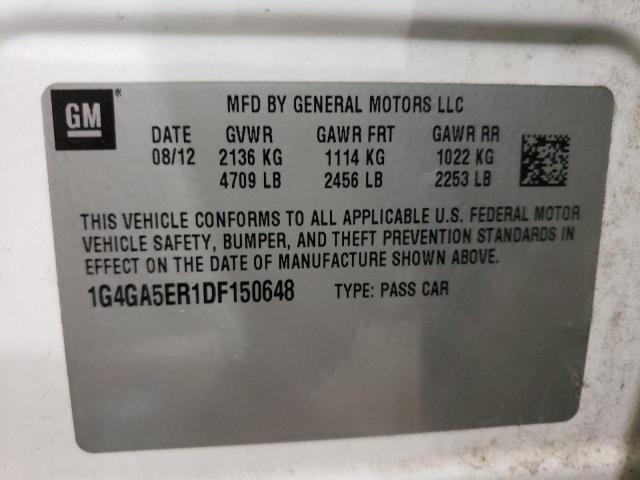 GM®
MFD BY GENERAL MOTORS LLC
DATE GVWR GAWR FRT GAWR RR
08/12 2136 KG 1114 KG 1022 KG
4709 LB 2456 LB 2253 LB
THIS VEHICLE CONFORMS TO ALL APPLICABLE U.S. FEDERAL MOTOR
VEHICLE SAFETY, BUMPER, AND THEFT PREVENTION STANDARDS IN
EFFECT ON THE DATE OF MANUFACTURE SHOWN ABOVE.
1G4GA5ER1DF150648 TYPE: PASS CAR